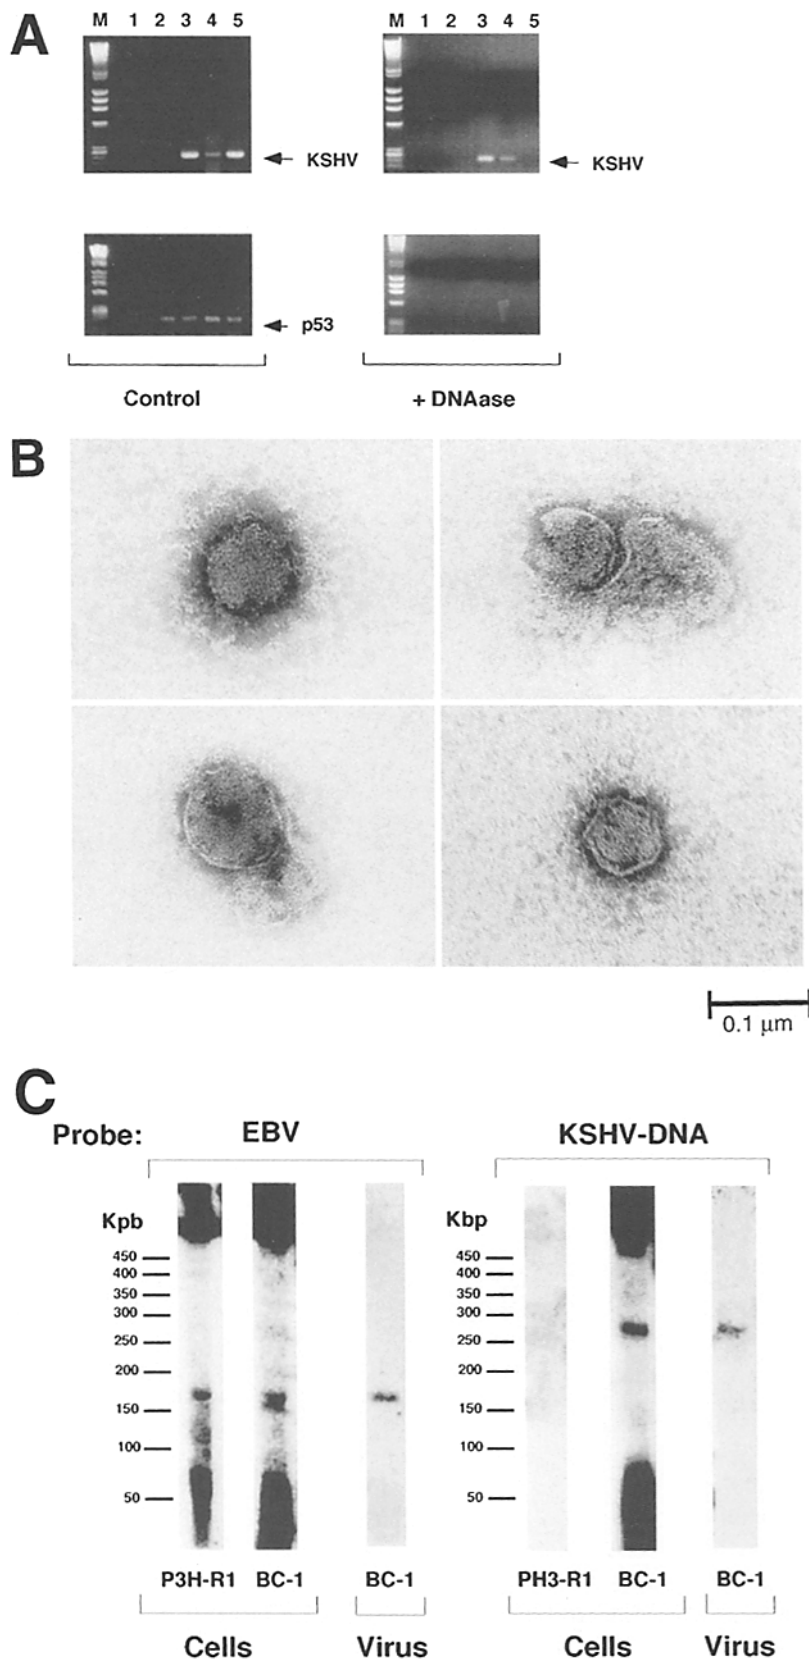 A
M 1 2 3 4 5
M 1 2 3 4 5
KSHV
KSHV
p53
Control
+ DNAase
B
0.1 μm
C
Probe:
EBV
KSHV-DNA
Kpb
450
400
350
300
250
200
150
100
50
Kbp
450
400
350
300
250
200
150
100
50
P3H-R1
BC-1
BC-1
PH3-R1
BC-1
BC-1
Cells
Virus
Cells
Virus